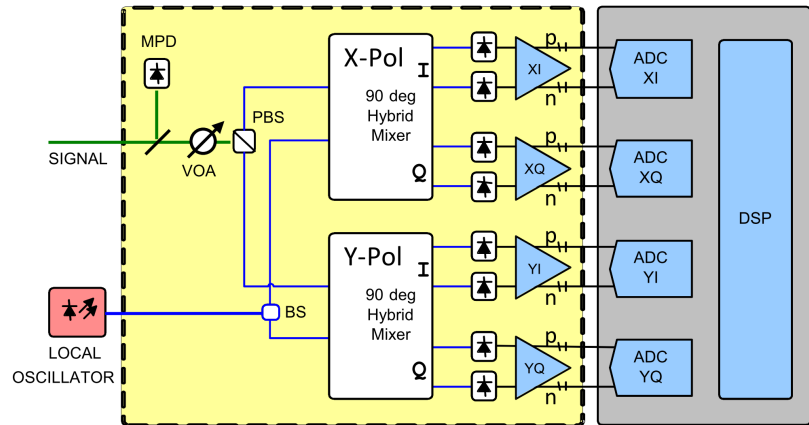 MPD
SIGNAL
VOA
PBS
BS
LOCAL
OSCILLATOR
X-Pol
I
90 deg
Hybrid
Mixer
Q
Y-Pol
I
90 deg
Hybrid
Mixer
Q
p
XI
n
p
XQ
n
p
YI
n
p
YQ
n
ADC
XI
ADC
XQ
ADC
YI
ADC
YQ
DSP